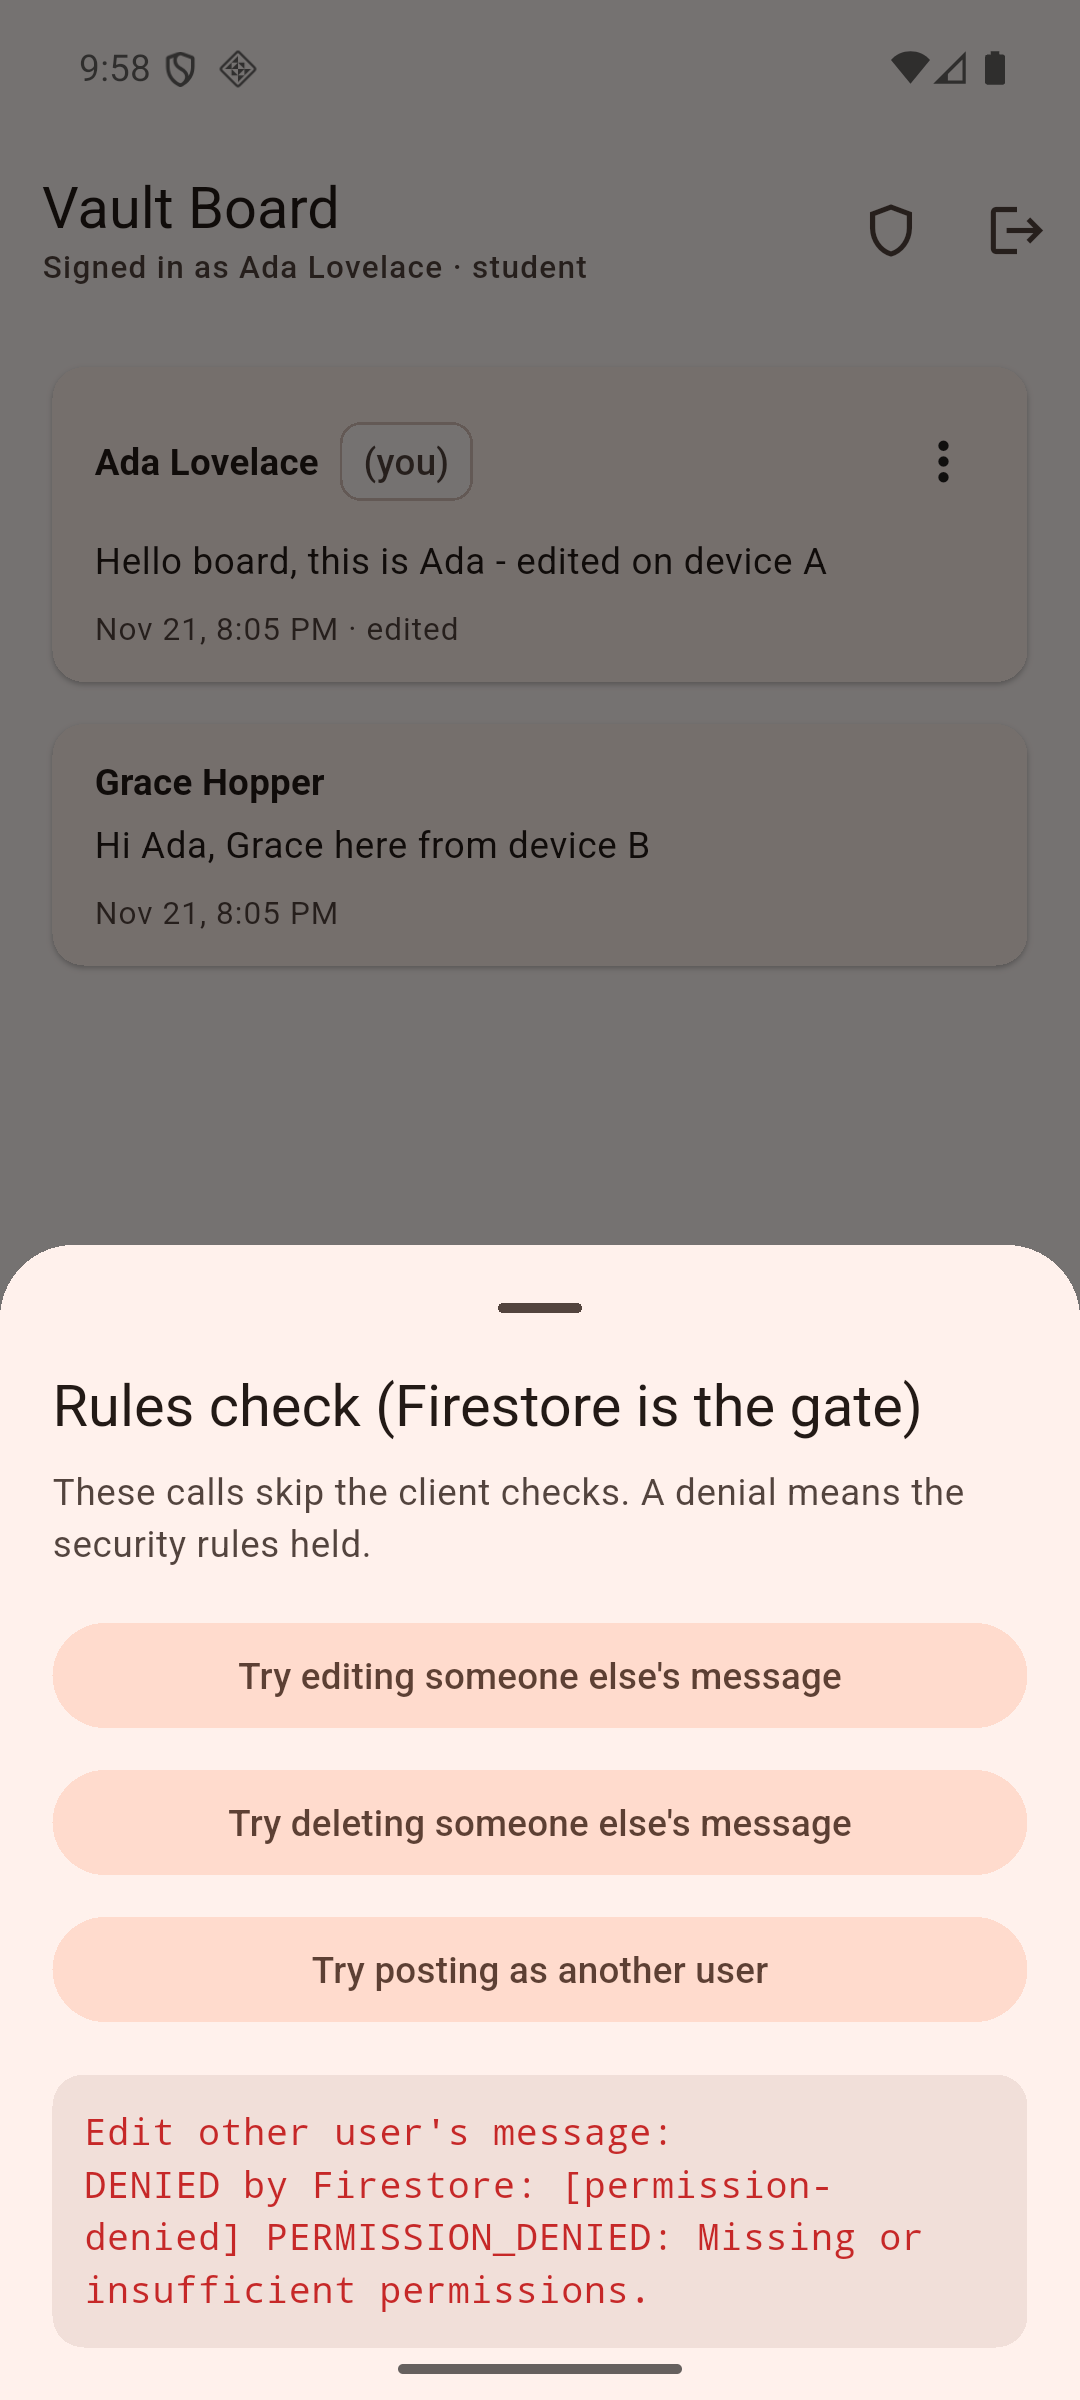 9:58
Vault Board
Signed in as Ada Lovelace · student
Ada Lovelace (you)
Hello board, this is Ada - edited on device A
Nov 21, 8:05 PM · edited
Grace Hopper
Hi Ada, Grace here from device B
Nov 21, 8:05 PM
Rules check (Firestore is the gate)
These calls skip the client checks. A denial means the
security rules held.
Try editing someone else's message
Try deleting someone else's message
Try posting as another user
Edit other user's message:
DENIED by Firestore: [permission-
denied] PERMISSION_DENIED: Missing or
insufficient permissions.